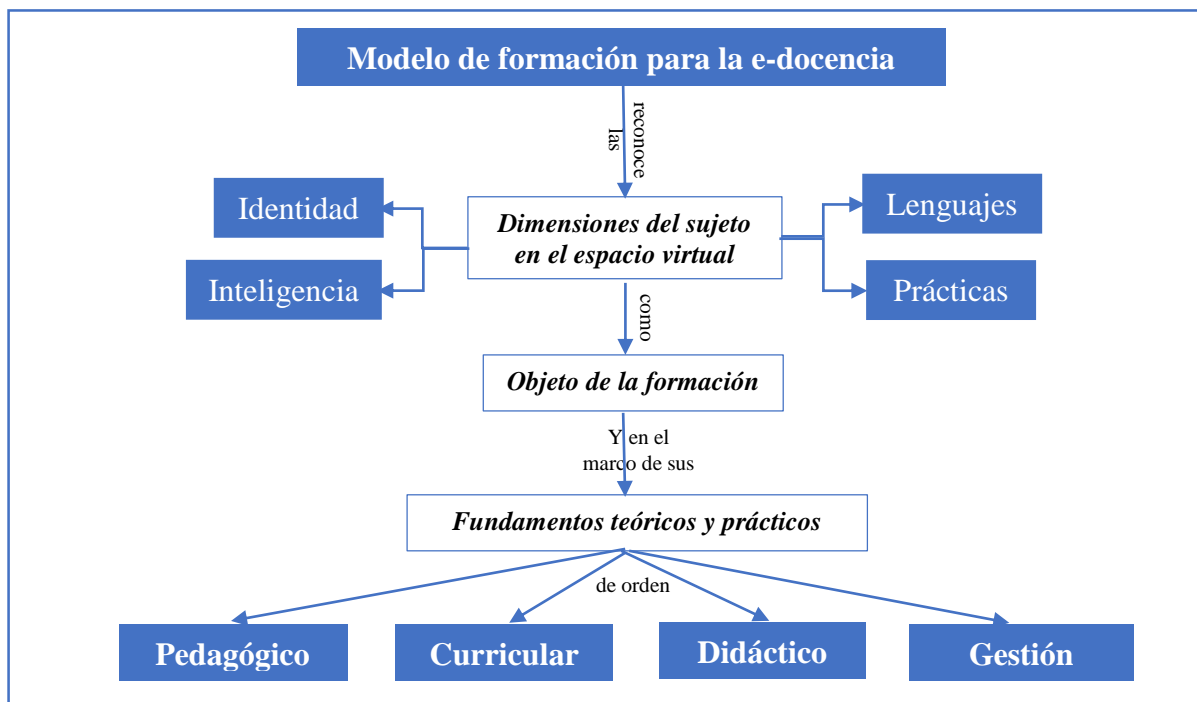 Modelo de formación para la e-docencia
reconoce
las
Identidad
Lenguajes
Dimensiones del sujeto
en el espacio virtual
Inteligencia
Prácticas
como
Objeto de la formación
Y en el
marco de sus
Fundamentos teóricos y prácticos
de orden
Pedagógico
Curricular
Didáctico
Gestión